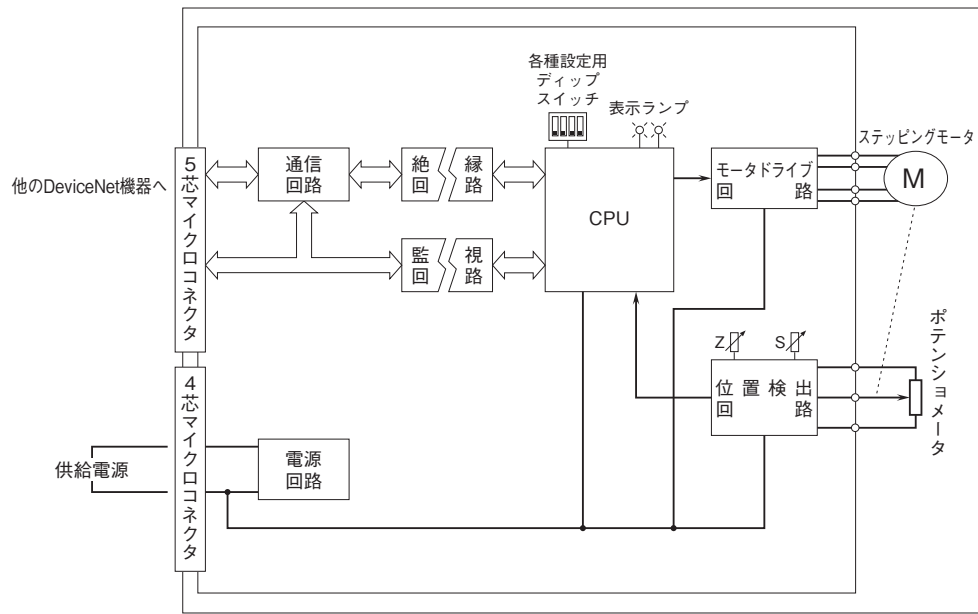 各種設定用
ディップ
スイッチ
表示ランプ
ステッピングモータ
他のDeviceNet機器へ
5芯マイクロコネクタ
通信
回路
絶縁
回路
CPU
モータドライブ
回路
M
監視
回路
Z
S
ポテンショメータ
位置検出
回路
4芯マイクロコネクタ
供給電源
電源
回路